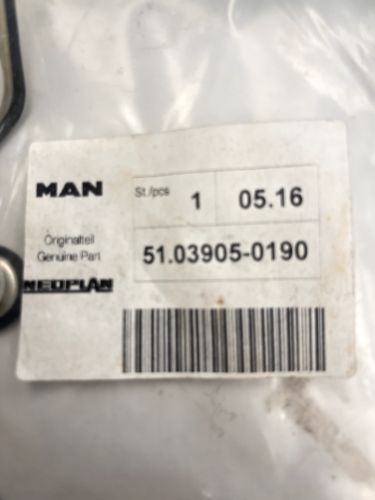 MAN
St./pcs 1 05.16
Originalteil
Genuine Part
51.03905-0190
NEOPLAN